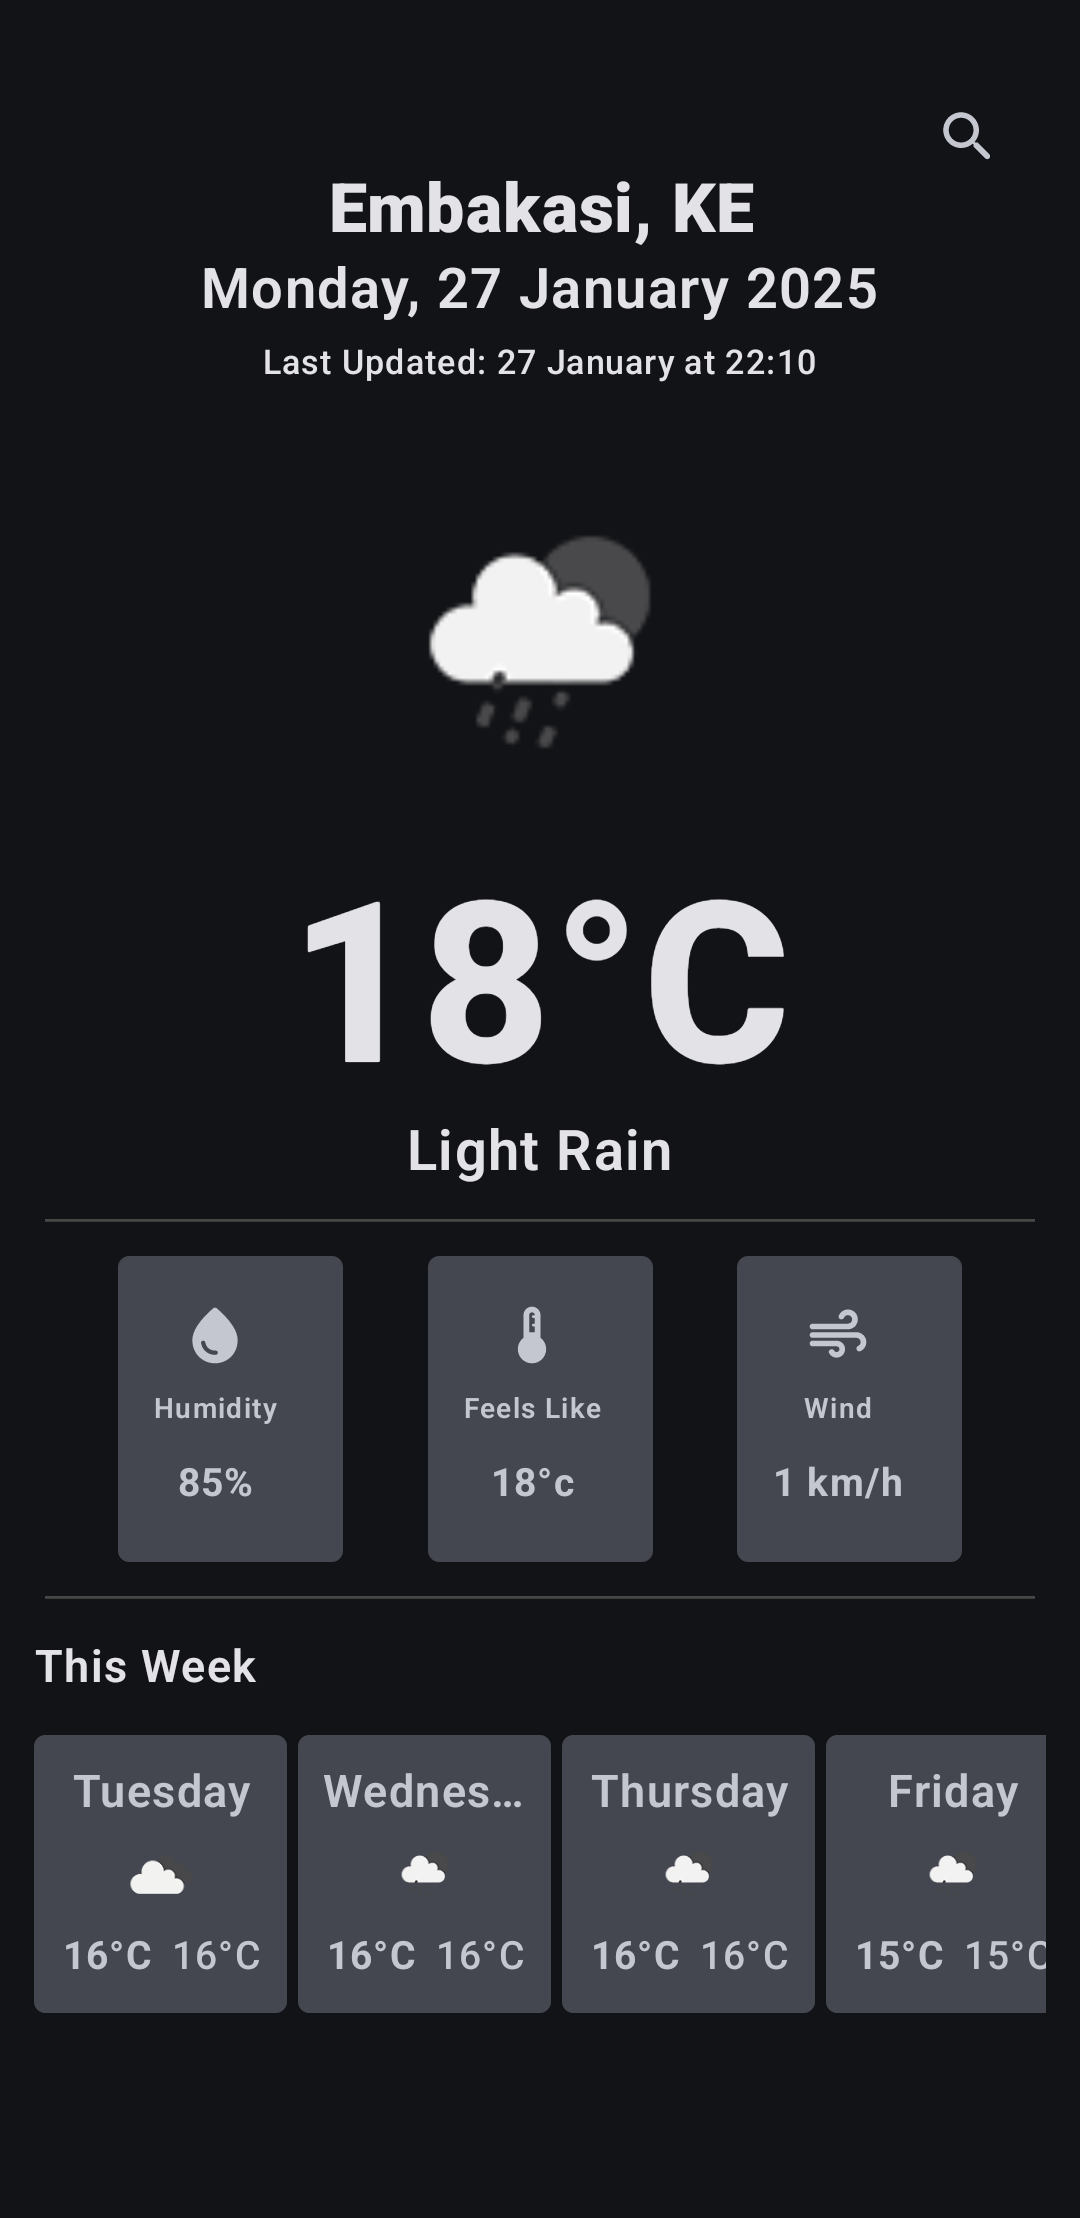 Embakasi, KE
Monday, 27 January 2025
Last Updated: 27 January at 22:10
18°C
Light Rain
Humidity
85%
Feels Like
18°c
Wind
1 km/h
This Week
Tuesday
16°C 16°C
Wednes...
16°C 16°C
Thursday
16°C 16°C
Friday
15°C 15°C